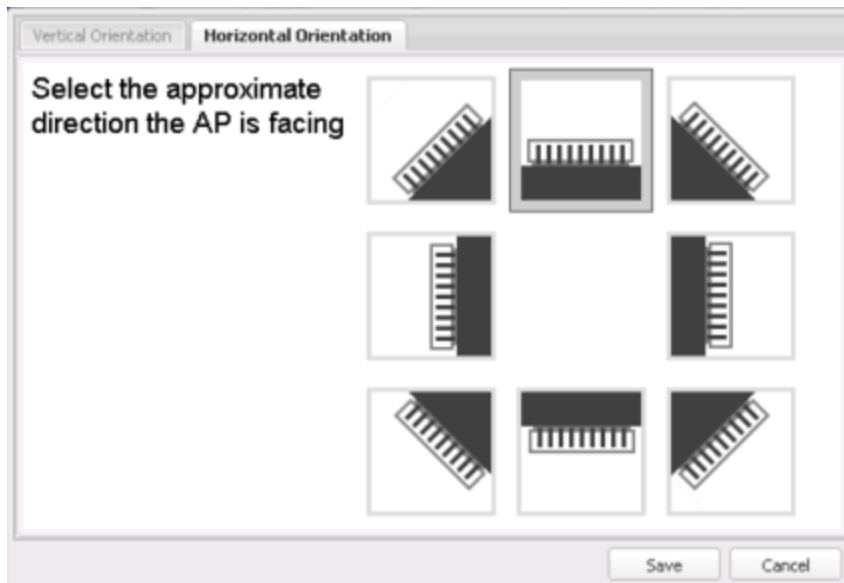 Vertical Orientation
Horizontal Orientation
Select the approximate
direction the AP is facing
Save
Cancel